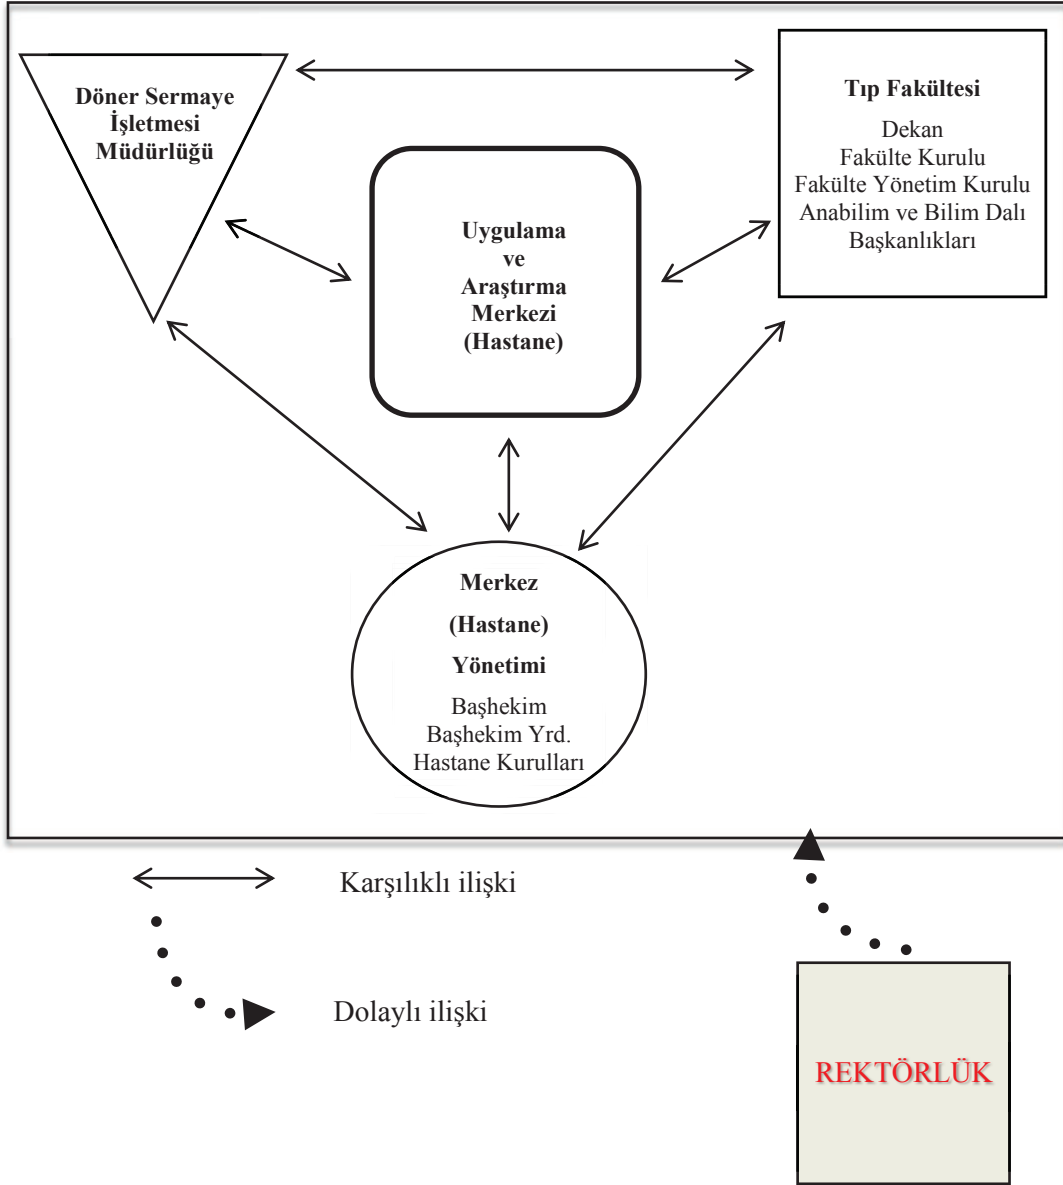 Döner Sermaye
İşletmesi
Müdürlüğü
Tıp Fakültesi
Dekan
Fakülte Kurulu
Fakülte Yönetim Kurulu
Anabilim ve Bilim Dalı
Başkanlıkları
Uygulama
ve
Araştırma
Merkezi
(Hastane)
Merkez
(Hastane)
Yönetimi
Başhekim
Başhekim Yrd.
Hastane Kurulları
Karşılıklı ilişki
Dolaylı ilişki
REKTÖRLÜK